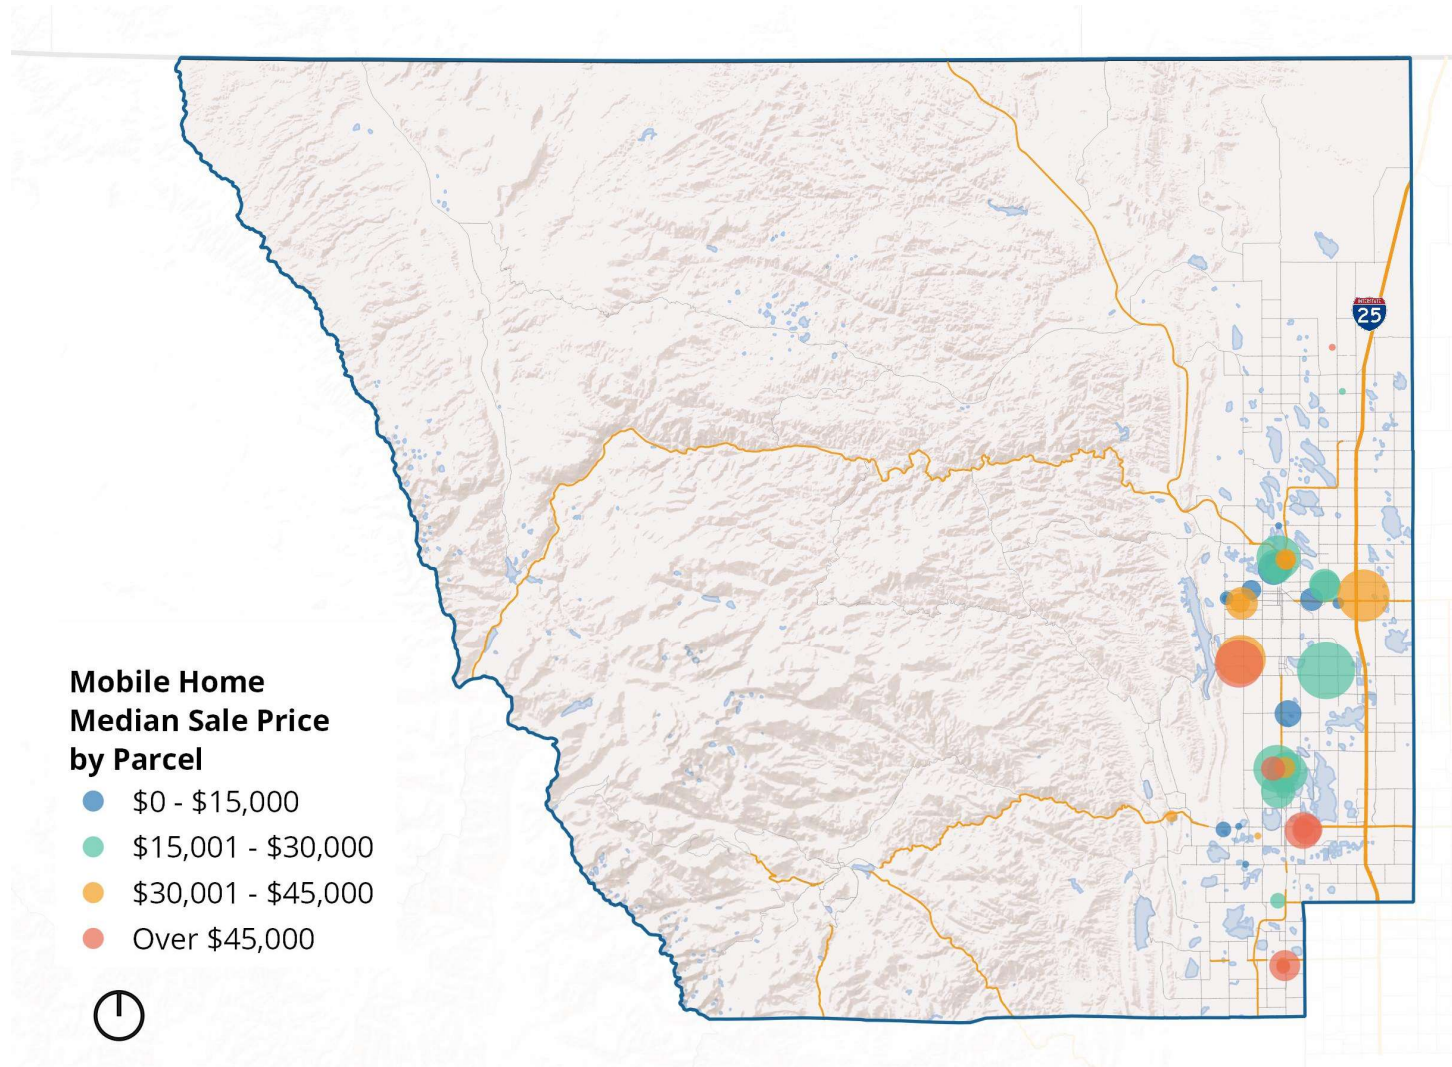 INTERSTATE
25
Mobile Home
Median Sale Price
by Parcel
$0 - $15,000
$15,001 - $30,000
$30,001 - $45,000
Over $45,000